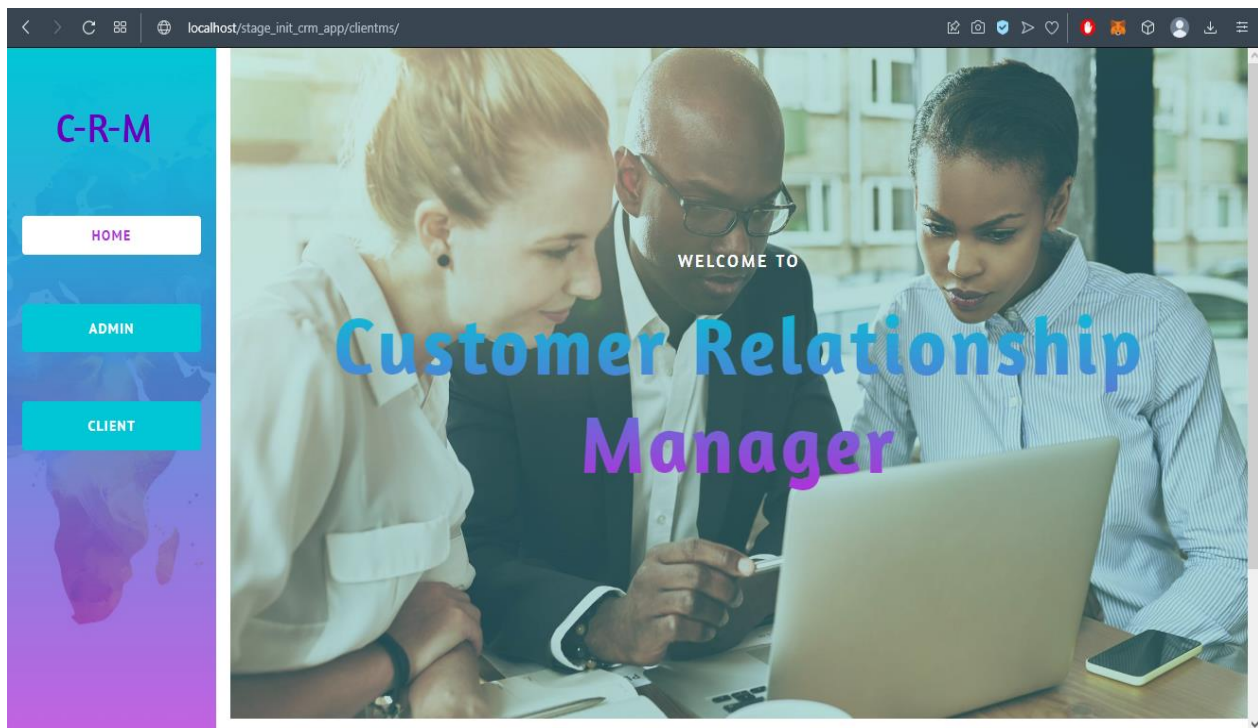 localhost/stage_init_crm_app/clientms/
C-R-M
HOME
ADMIN
CLIENT
WELCOME TO
Customer Relationship
Manager